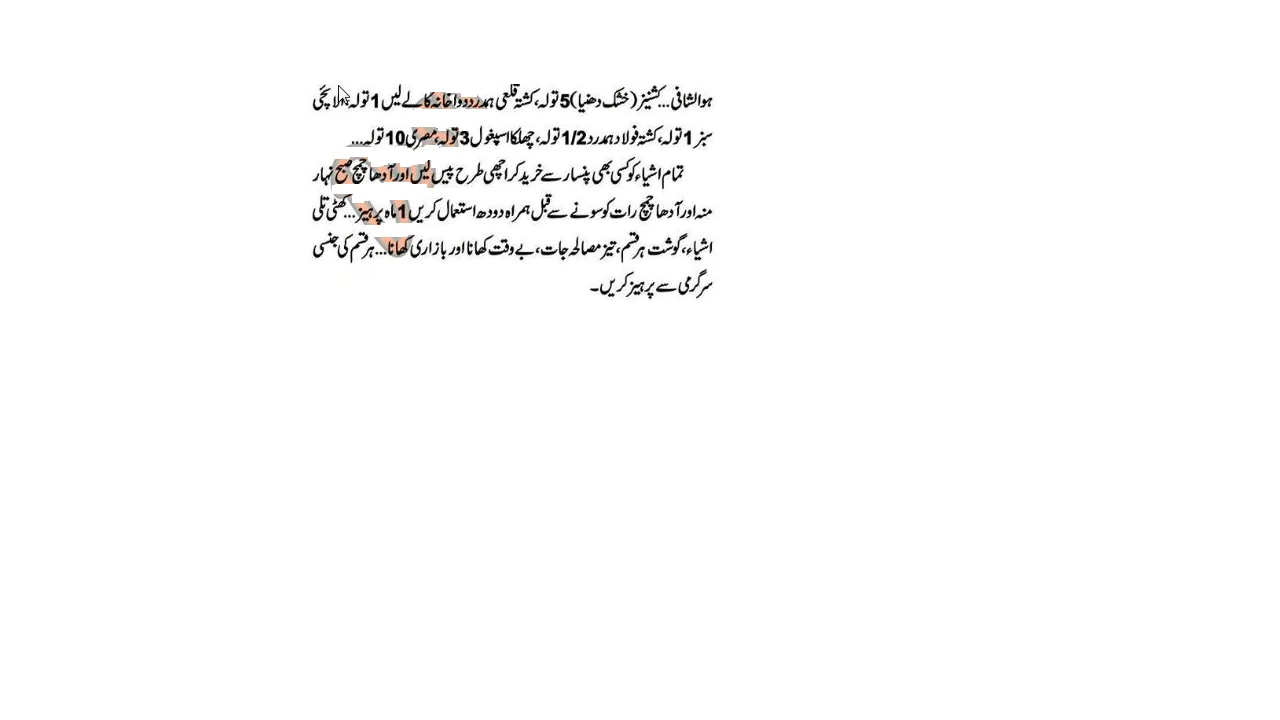 ہوالشافی...کشنیز (خشک دھنیا) 5 تولہ، کشتہ قلعی ہمدرد دواخانہ کا لے لیں 1 تولہ، الائچی
سبز 1 تولہ، کشتہ فولاد ہمدرد 1/2 تولہ، چھلکا اسپغول 3 تولہ، مصری 10 تولہ...
تمام اشیاء کو کسی بھی پنسار سے خرید کر اچھی طرح پیس لیں اور آدھا چمچ صبح نہار
منہ اور آدھا چمچ رات کو سونے سے قبل ہمراہ دودھ استعمال کریں 1 ماہ پرہیز... کھٹی تلی
اشیاء، گوشت ہر قسم، تیز مصالحہ جات، بے وقت کھانا اور بازاری کھانا... ہر قسم کی جنسی
سرگرمی سے پرہیز کریں۔